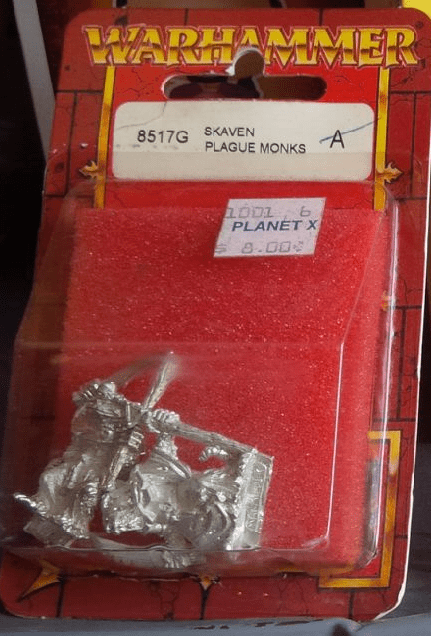 WARHAMMER
8517G SKAVEN
PLAGUE MONKS A
1001 6
PLANET X
$ 8.00